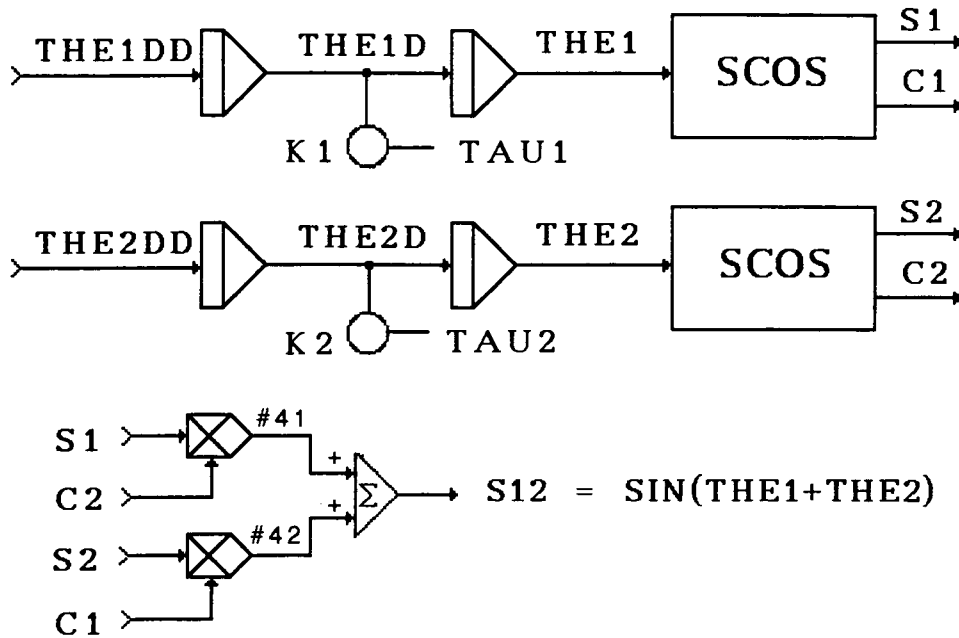 THE1DD THE1D THE1 SCOS S1
C1
K1 TAU1
THE2DD THE2D THE2 SCOS S2
C2
K2 TAU2
S1 #41
C2 +
Σ S12 = SIN(THE1+THE2)
+
S2 #42
C1